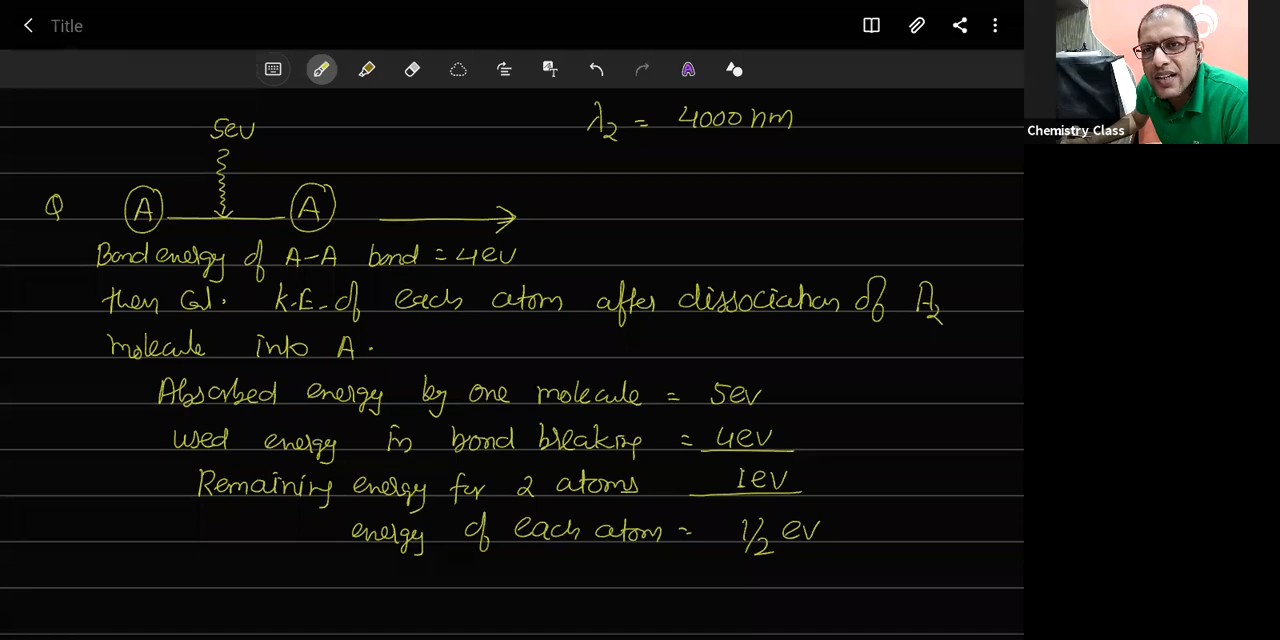 Title
Chemistry Class
λ2 = 4000 nm
5ev
Q A A
Bond energy of A-A bond = 4ev
then Cal. K.E. of each atom after dissociation of A2
molecule into A.
Absorbed energy by one molecule = 5ev
used energy in bond breaking = 4ev
Remaining energy for 2 atoms 1ev
energy of each atom = 1/2 ev